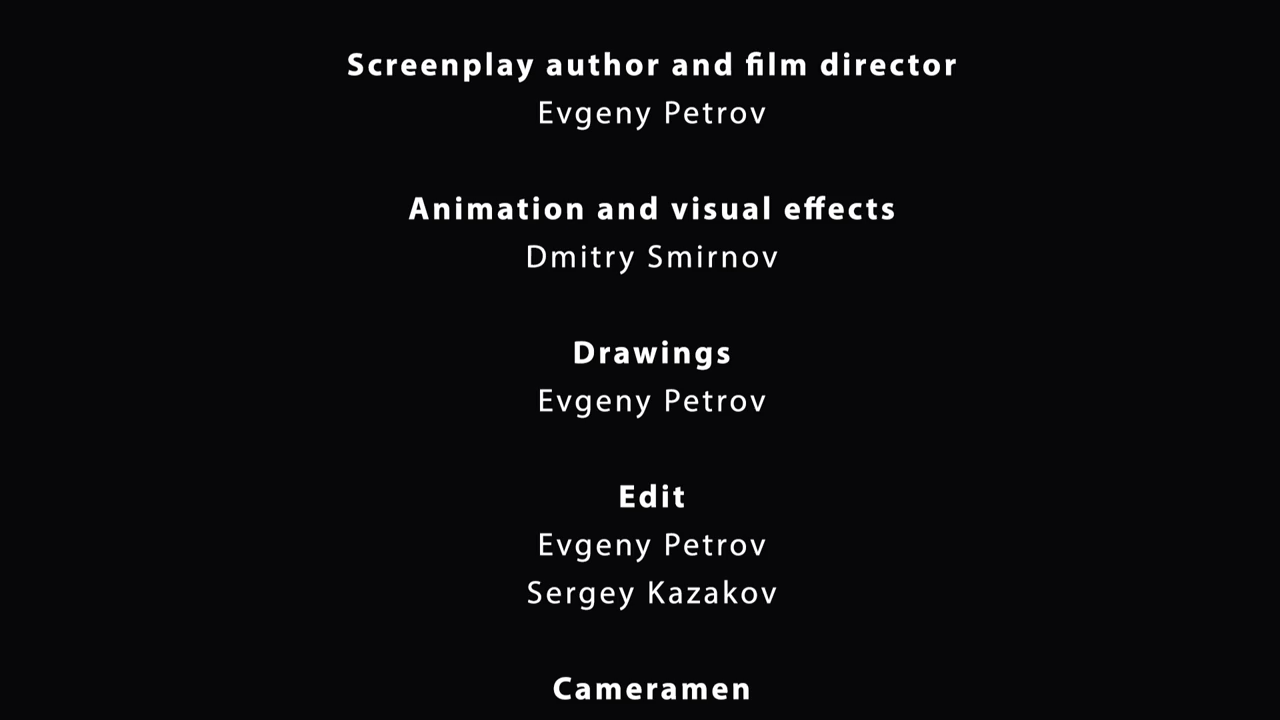 Screenplay author and film director
Evgeny Petrov
Animation and visual effects
Dmitry Smirnov
Drawings
Evgeny Petrov
Edit
Evgeny Petrov
Sergey Kazakov
Cameramen